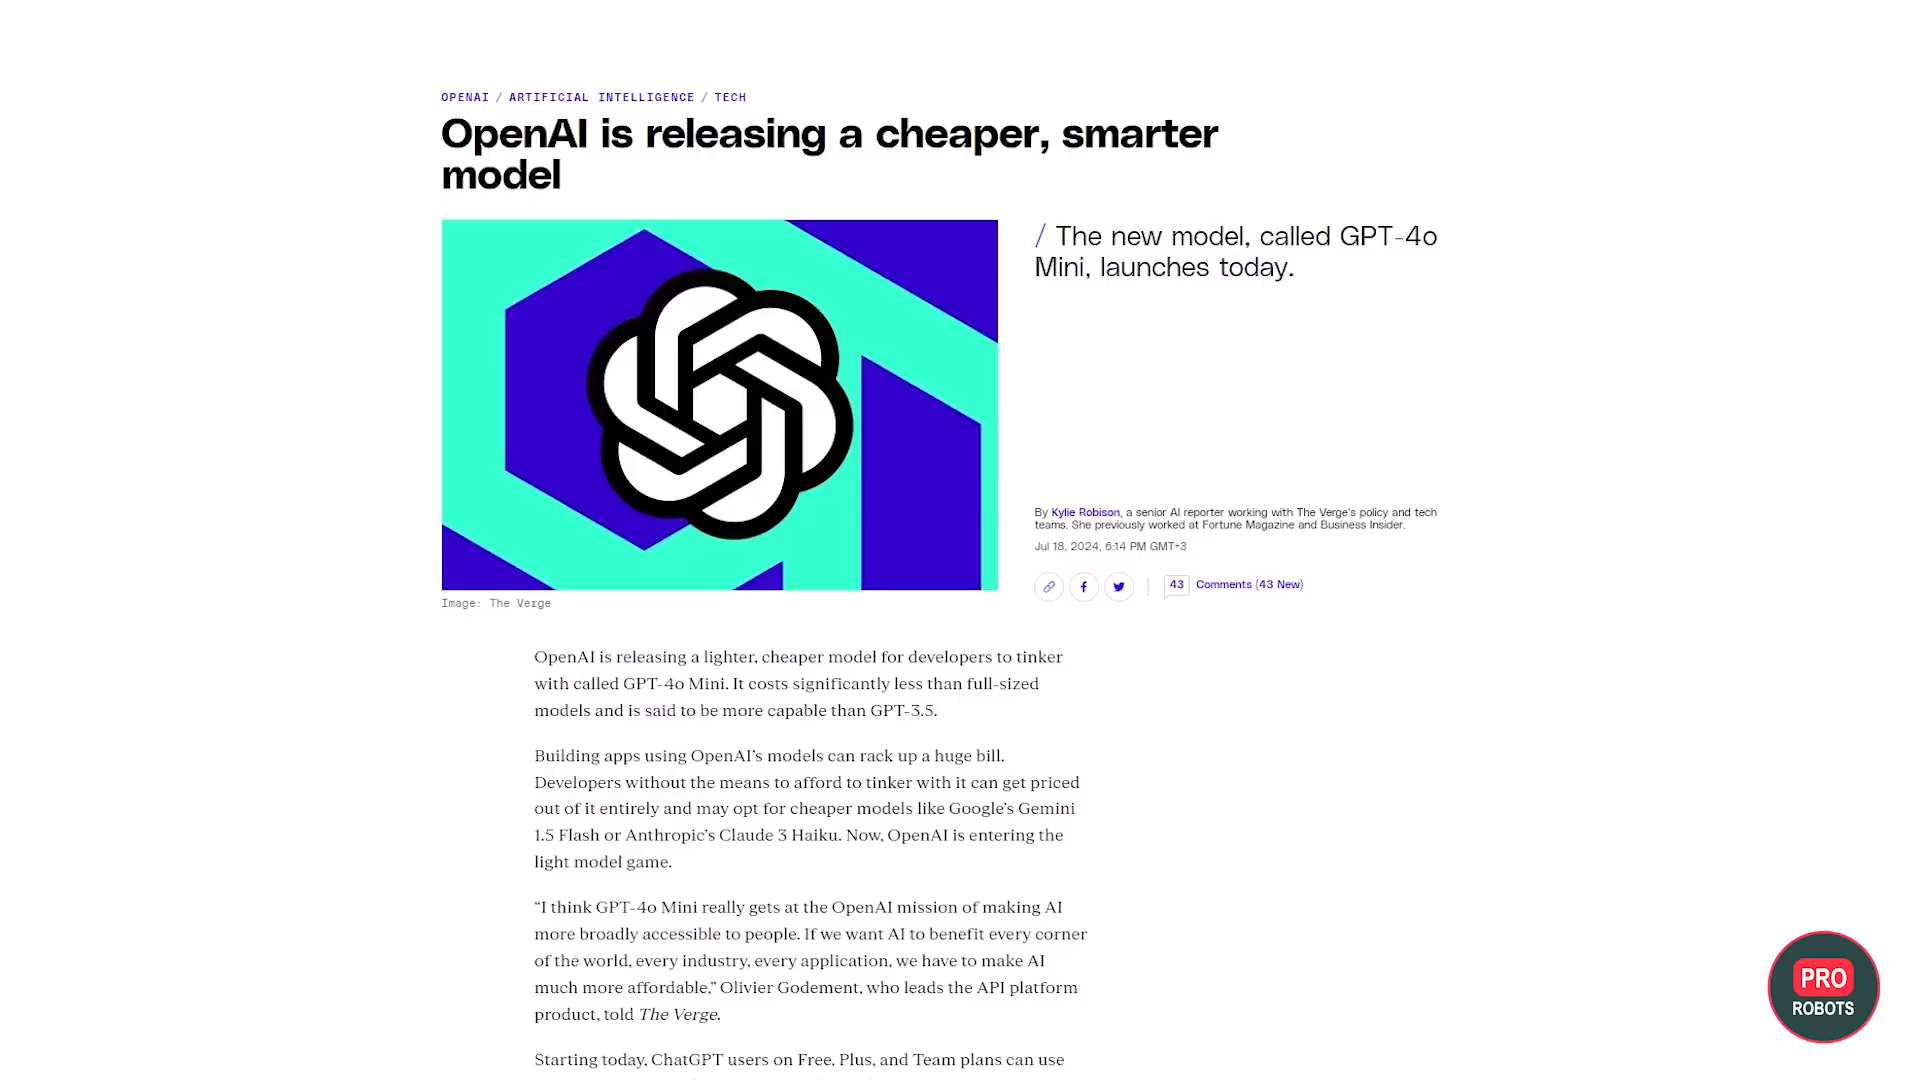 OPENAI / ARTIFICIAL INTELLIGENCE / TECH
OpenAI is releasing a cheaper, smarter
model
/ The new model, called GPT-4o
Mini, launches today.
By Kylie Robison, a senior AI reporter working with The Verge's policy and tech
teams. She previously worked at Fortune Magazine and Business Insider.
Jul 18, 2024, 6:14 PM GMT+3
43 Comments (43 New)
Image: The Verge
OpenAI is releasing a lighter, cheaper model for developers to tinker
with called GPT-4o Mini. It costs significantly less than full-sized
models and is said to be more capable than GPT-3.5.
Building apps using OpenAI’s models can rack up a huge bill.
Developers without the means to afford to tinker with it can get priced
out of it entirely and may opt for cheaper models like Google’s Gemini
1.5 Flash or Anthropic’s Claude 3 Haiku. Now, OpenAI is entering the
light model game.
“I think GPT-4o Mini really gets at the OpenAI mission of making AI
more broadly accessible to people. If we want AI to benefit every corner
of the world, every industry, every application, we have to make AI
much more affordable,” Olivier Godement, who leads the API platform
product, told The Verge.
Starting today, ChatGPT users on Free, Plus, and Team plans can use
PRO
ROBOTS